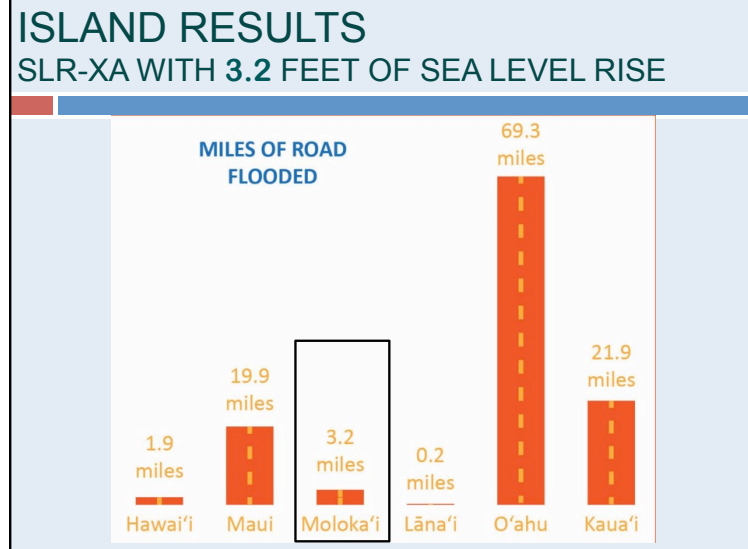 ISLAND RESULTS
SLR-XA WITH 3.2 FEET OF SEA LEVEL RISE
MILES OF ROAD
FLOODED
69.3
miles
21.9
miles
19.9
miles
3.2
miles
1.9
miles
0.2
miles
Hawaiʻi Maui Molokaʻi Lānaʻi Oʻahu Kauaʻi